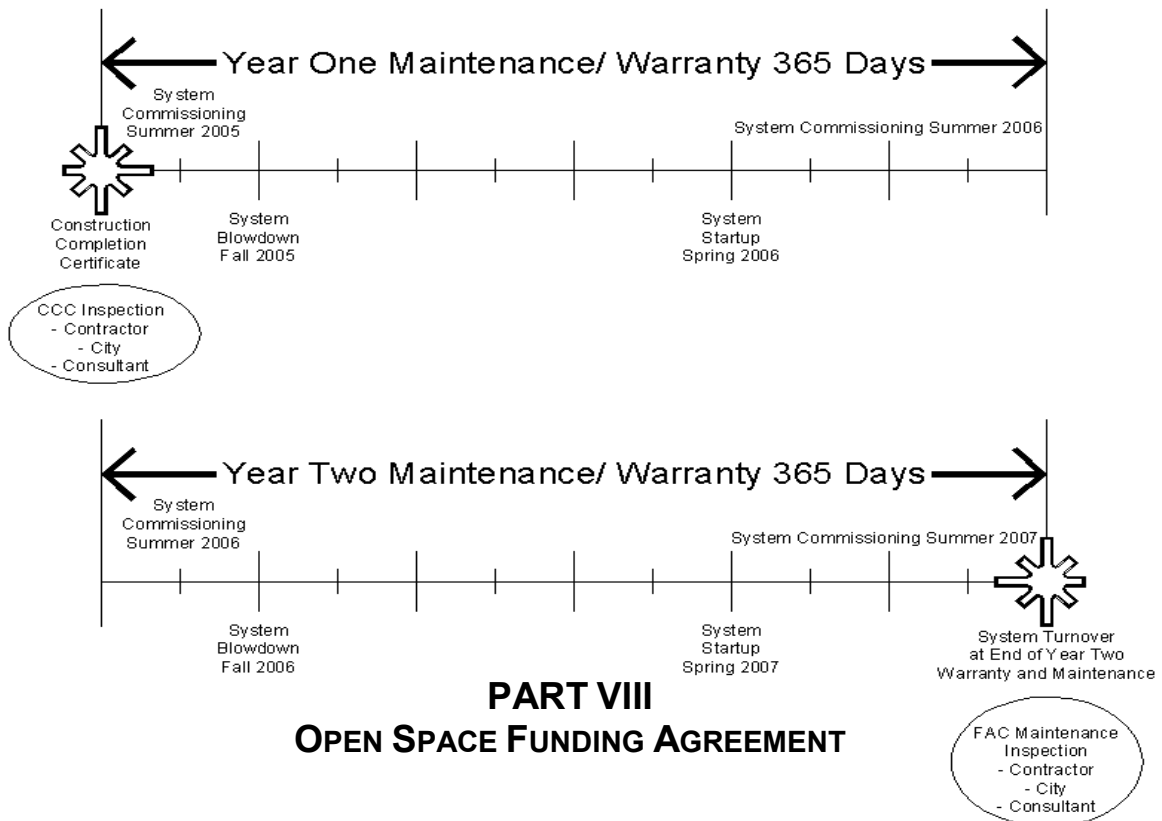 Year One Maintenance/ Warranty 365 Days
System
Commissioning
Summer 2005
System Commissioning Summer 2006
Construction
Completion
Certificate
System
Blowdown
Fall 2005
System
Startup
Spring 2006
CCC Inspection
- Contractor
- City
- Consultant
Year Two Maintenance/ Warranty 365 Days
System
Commissioning
Summer 2006
System Commissioning Summer 2007
System
Blowdown
Fall 2006
System
Startup
Spring 2007
System Turnover
at End of Year Two
Warranty and Maintenance
PART VIII
OPEN SPACE FUNDING AGREEMENT
FAC Maintenance
Inspection
- Contractor
- City
- Consultant